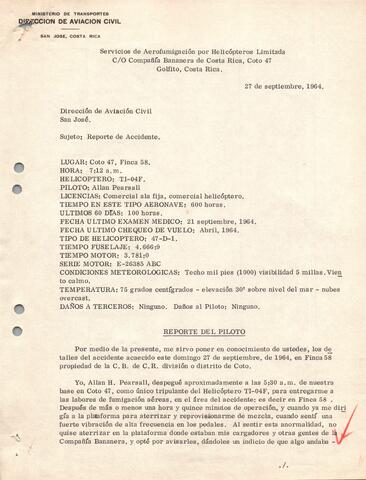 MINISTERIO DE TRANSPORTES
DIRECCION DE AVIACION CIVIL
SAN JOSE, COSTA RICA
Servicios de Aerofumigación por Helicópteros Limitada
C/O Compañía Bananera de Costa Rica, Coto 47
Golfito, Costa Rica.
27 de septiembre, 1964.
Dirección de Aviación Civil
San José.
Sujeto: Reporte de Accidente.
LUGAR: Coto 47, Finca 58.
HORA: 7:12 a.m.
HELICOPTERO: TI-04F.
PILOTO: Allan Pearsall
LICENCIAS: Comercial ala fija, comercial helicóptero.
TIEMPO EN ESTE TIPO AERONAVE: 600 horas.
ULTIMOS 60 DÍAS: 100 horas.
FECHA ULTIMO EXAMEN MEDICO: 21 septiembre, 1964.
FECHA ULTIMO CHEQUEO DE VUELO: Abril, 1964.
TIPO DE HELICOPTERO: 47-D-1.
TIEMPO FUSELAJE: 4.666:9
TIEMPO MOTOR: 3.781:0
SERIE MOTOR: E-26385 ABC
CONDICIONES METEOROLOGICAS: Techo mil pies (1000) visibilidad 5 millas. Vien
to calmo.
TEMPERATURA: 75 grados centígrados - elevación 30' sobre nivel del mar - nubes
overcast.
DAÑOS A TERCEROS: Ninguno. Daños al Piloto: Ninguno.
REPORTE DEL PILOTO
Por medio de la presente, me sirvo poner en conocimiento de ustedes, los de
talles del accidente acaecido este domingo 27 de septiembre, de 1964, en Finca 58
propiedad de la C. B. de C.R. división o distrito de Coto.
Yo, Allan H. Pearsall, despegué aproximadamente a las 5:30 a.m. de nuestra
base en Coto 47, como único tripulante del Helicóptero TI-04F, para entregarme a
las labores de fumigación aéreas, en el área del accidente; es decir en Finca 58 .
Después de más o menos una hora y quince minutos de operación, y cuando ya me diri
gía a la plataforma para aterrizar y reprovisionarme de mezcla, cuando sentí una
fuerte vibración de alta frecuencia en los pedales. Al sentir esta anormalidad, no
quise aterrizar en la plataforma donde estaban mis cargadores y otras gentes de la
Compañía Bananera, y opté por avisarles, dándoles un indicio de que algo andaba -
./.